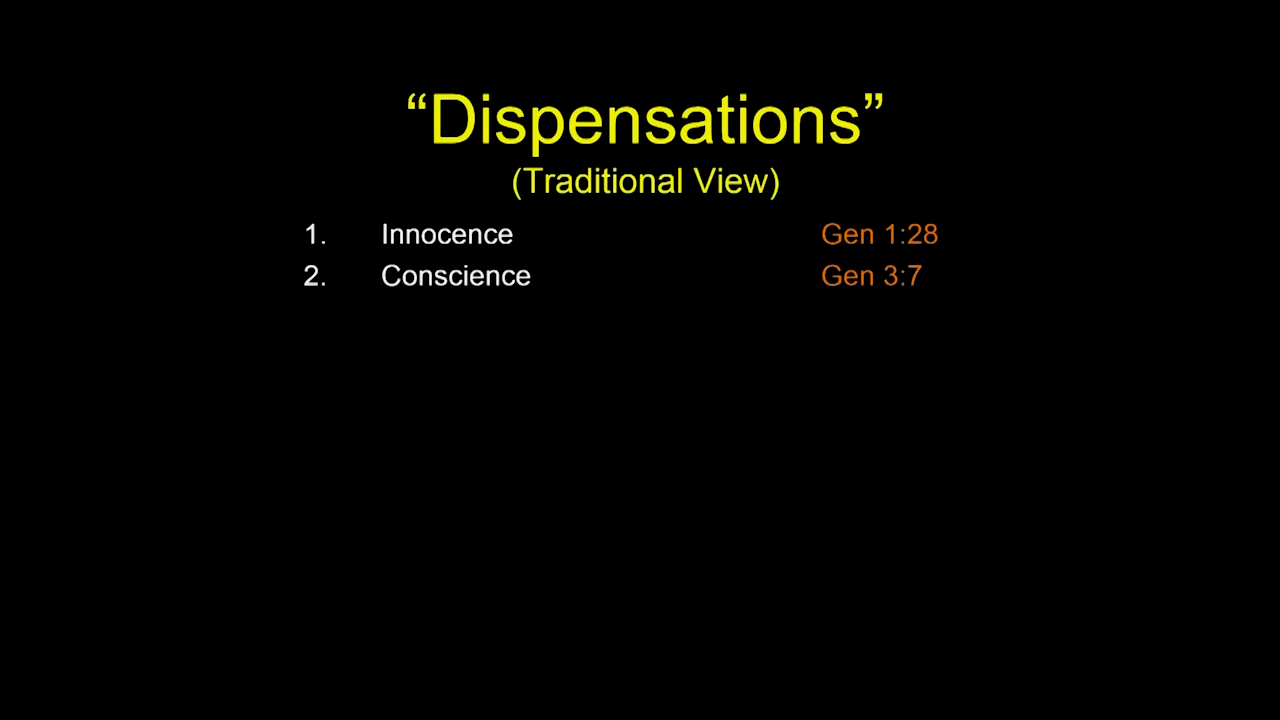 “Dispensations”
(Traditional View)
1. Innocence Gen 1:28
2. Conscience Gen 3:7